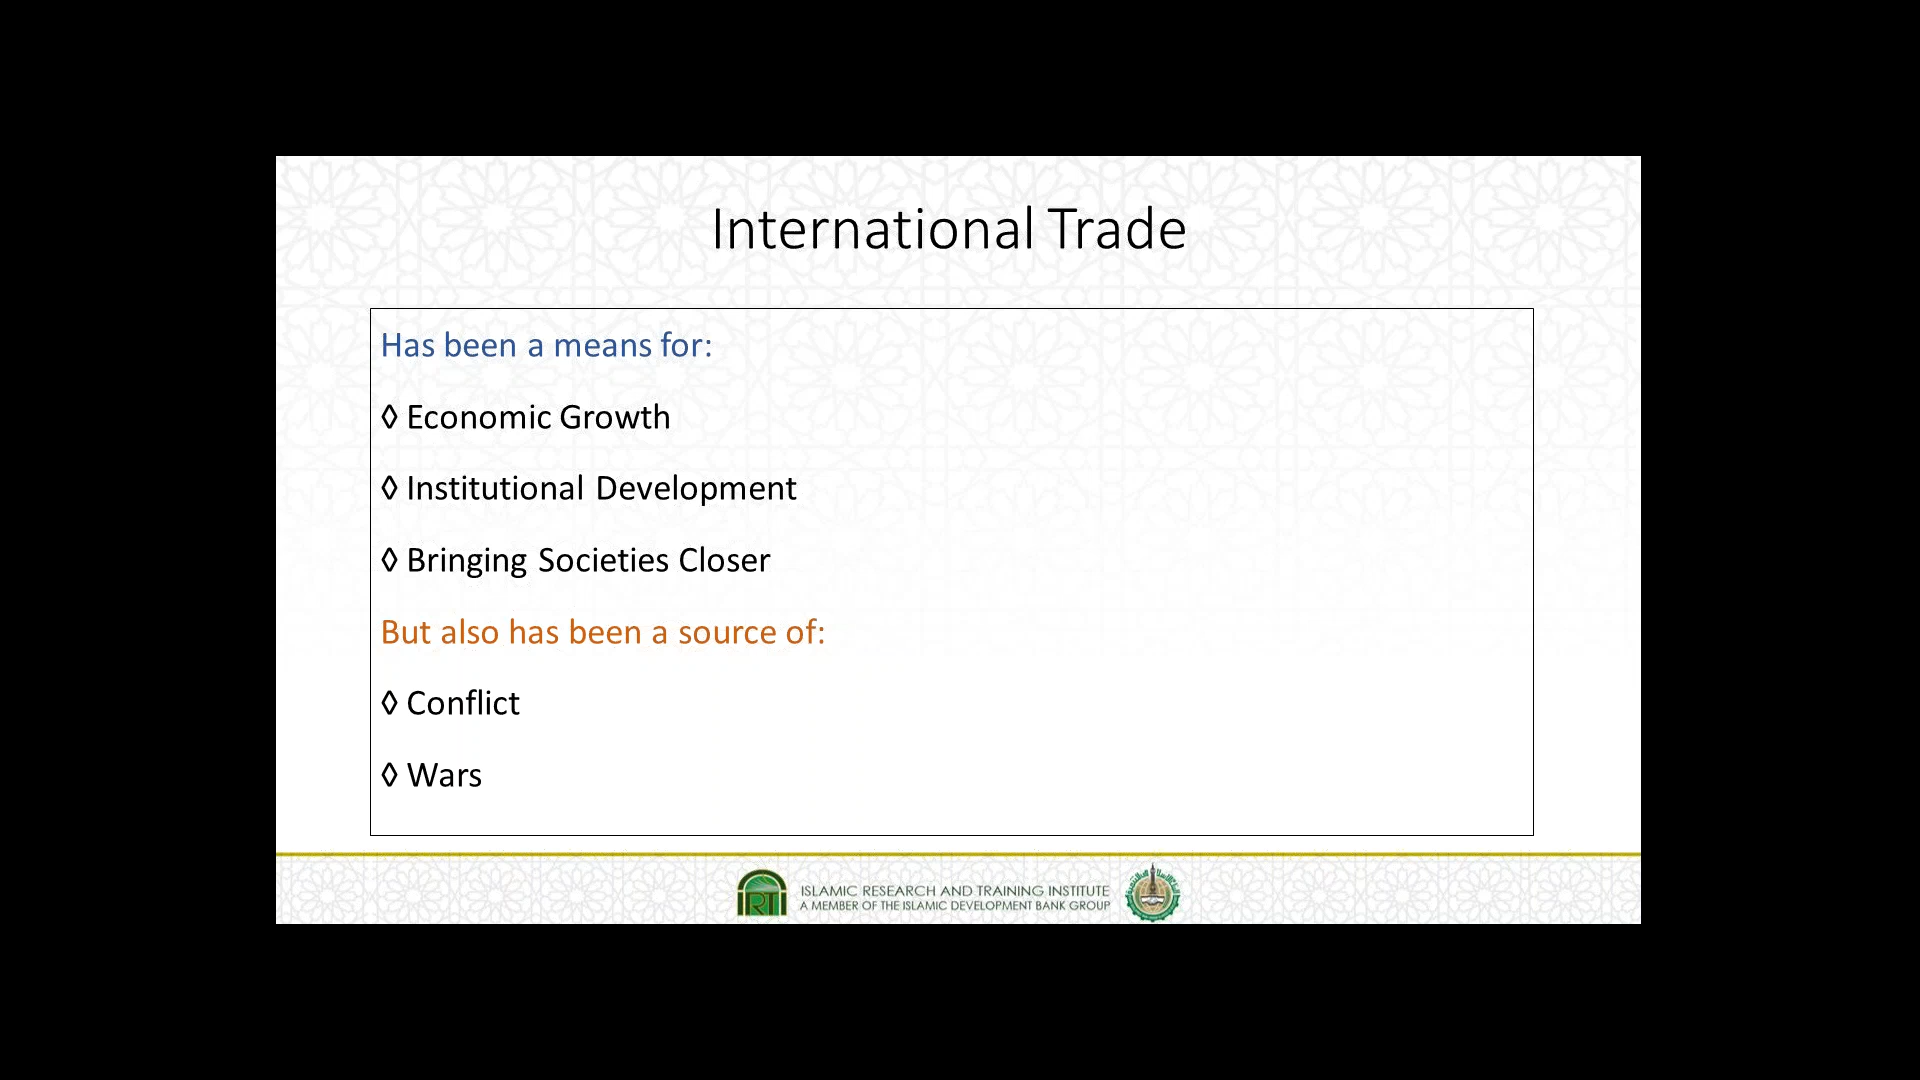 International Trade
Has been a means for:
◊ Economic Growth
◊ Institutional Development
◊ Bringing Societies Closer
But also has been a source of:
◊ Conflict
◊ Wars
IRTI
ISLAMIC RESEARCH AND TRAINING INSTITUTE
A MEMBER OF THE ISLAMIC DEVELOPMENT BANK GROUP